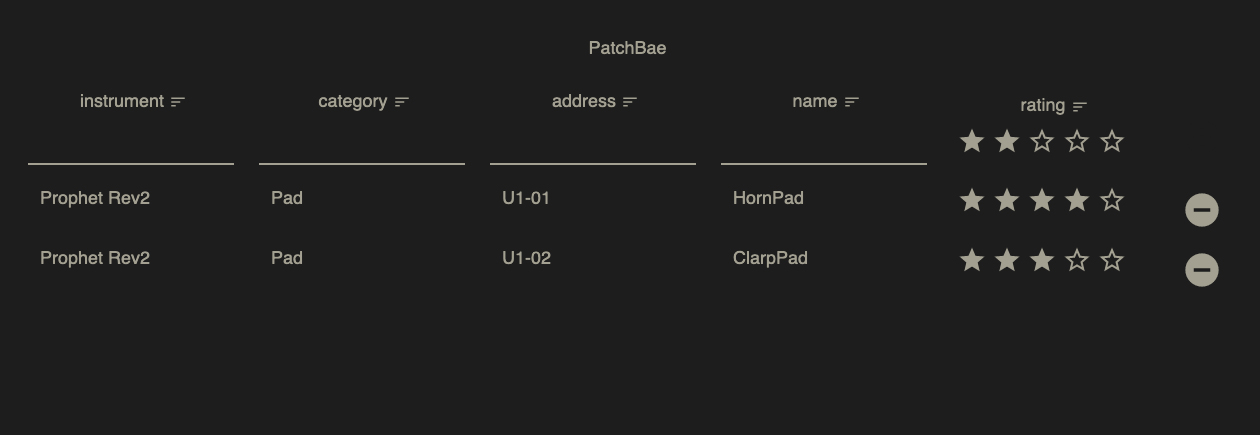 PatchBae
instrument category address name rating
Prophet Rev2 Pad U1-01 HornPad
Prophet Rev2 Pad U1-02 ClarpPad